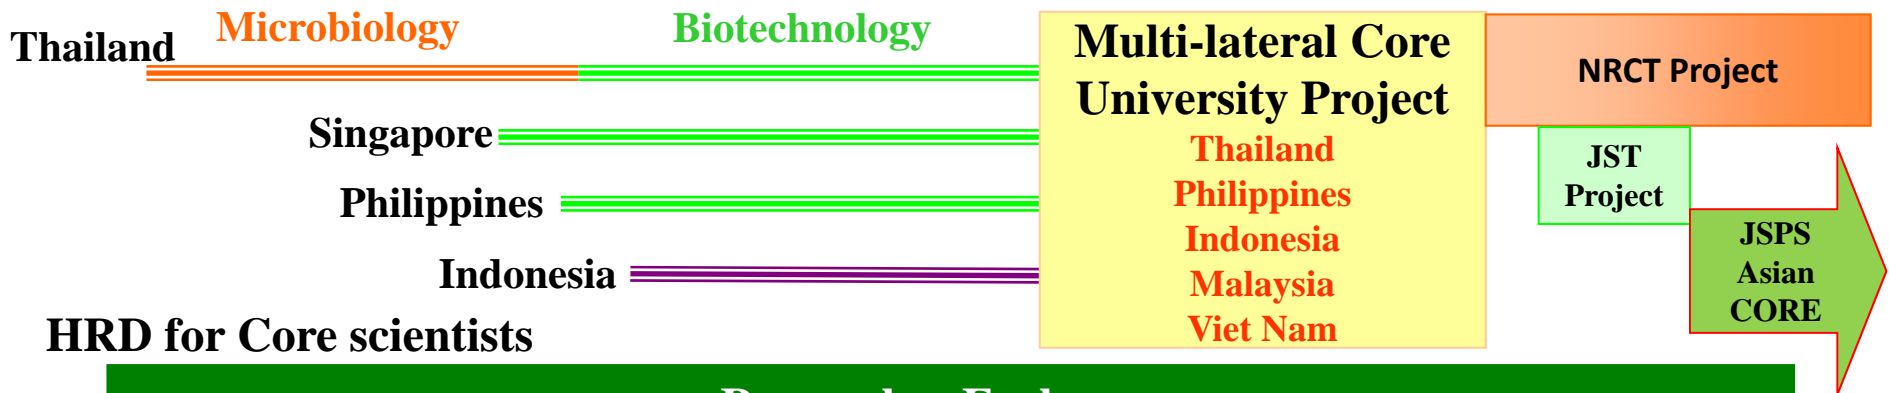 Thailand
Microbiology
Biotechnology
Singapore
Philippines
Indonesia
HRD for Core scientists
Multi-lateral Core
University Project
Thailand
Philippines
Indonesia
Malaysia
Viet Nam
NRCT Project
JST
Project
JSPS
Asian
CORE